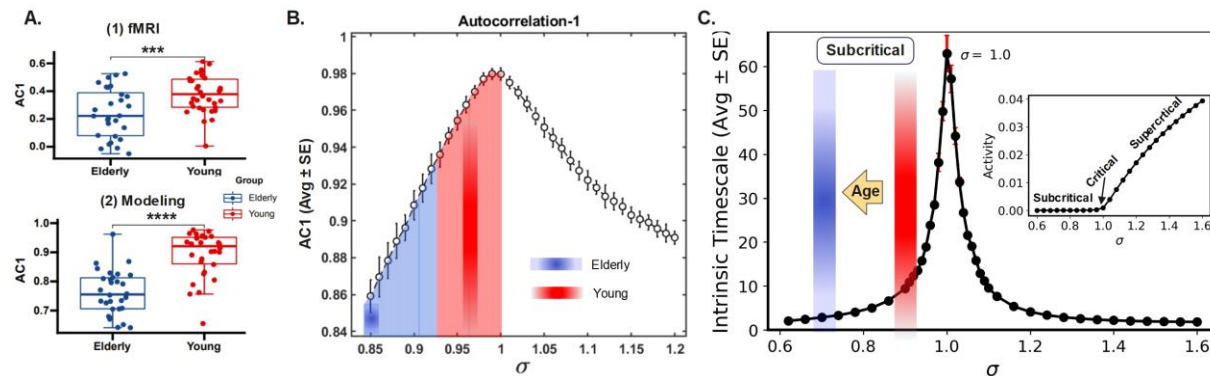 A.
(1) fMRI
***
AC1
0.6
0.4
0.2
0.0
Elderly
Young
Group
Elderly
Young
(2) Modeling
****
AC1
1.0
0.9
0.8
0.7
Elderly
Young
B.
Autocorrelation-1
AC1 (Avg ± SE)
1
0.98
0.96
0.94
0.92
0.9
0.88
0.86
0.84
0.85
0.9
0.95
1
1.05
1.1
1.15
1.2
σ
Elderly
Young
C.
Subcritical
σ = 1.0
Age
Intrinsic Timescale (Avg ± SE)
60
50
40
30
20
10
0
0.6
0.8
1.0
1.2
1.4
1.6
σ
Activity
0.04
0.03
0.02
0.01
0.00
Subcritical
Critical
Supercritical
0.6
0.8
1.0
1.2
1.4
1.6
σ